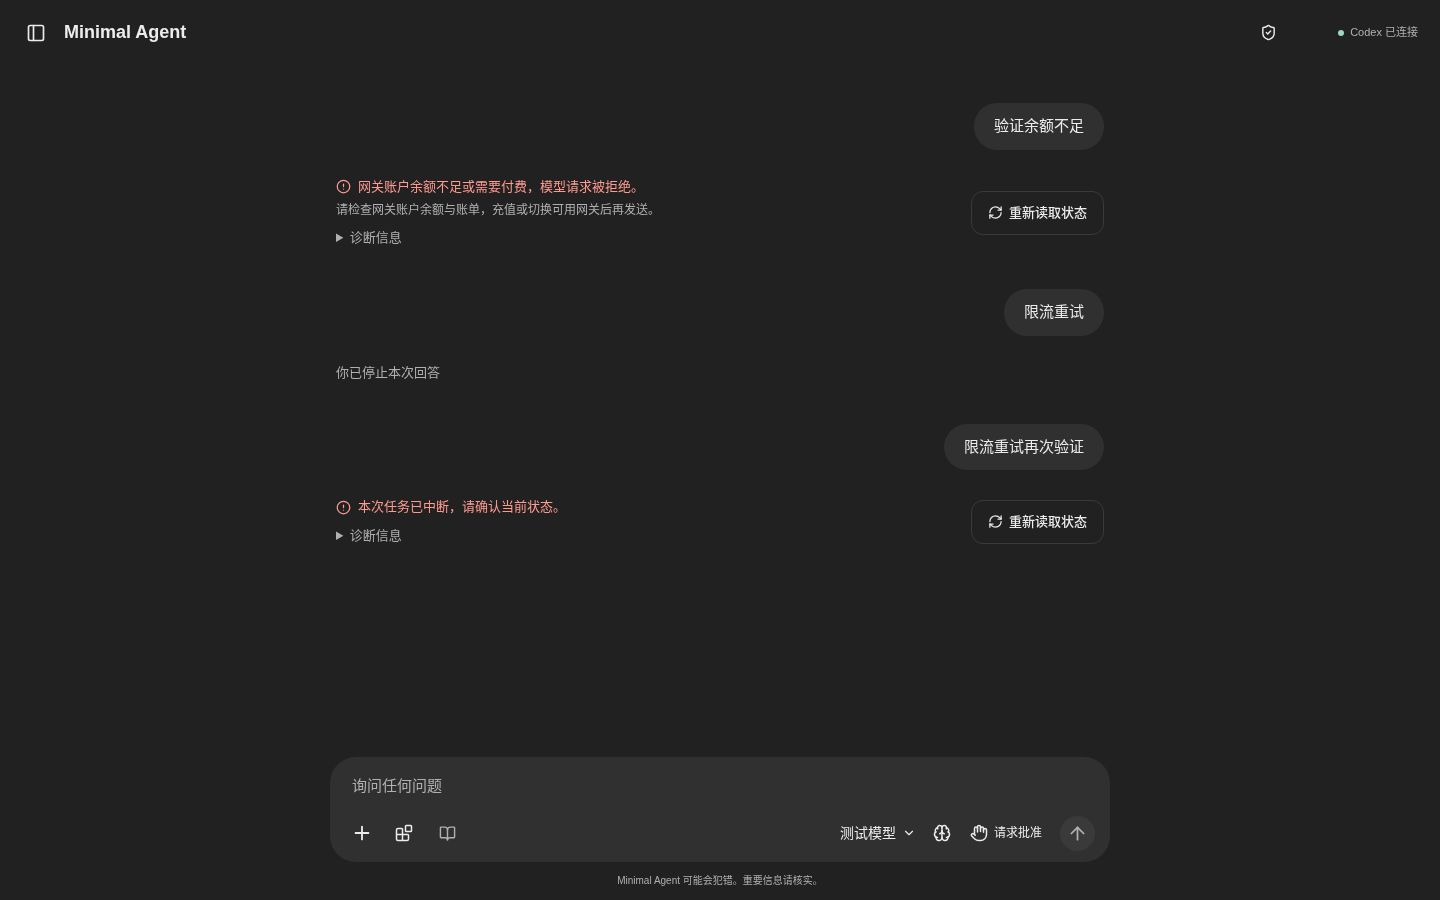 Minimal Agent
Codex 已连接
验证余额不足
网关账户余额不足或需要付费，模型请求被拒绝。
请检查网关账户余额与账单，充值或切换可用网关后再发送。
重新读取状态
诊断信息
限流重试
你已停止本次回答
限流重试再次验证
本次任务已中断，请确认当前状态。
重新读取状态
诊断信息
询问任何问题
测试模型
请求批准
Minimal Agent 可能会犯错。重要信息请核实。